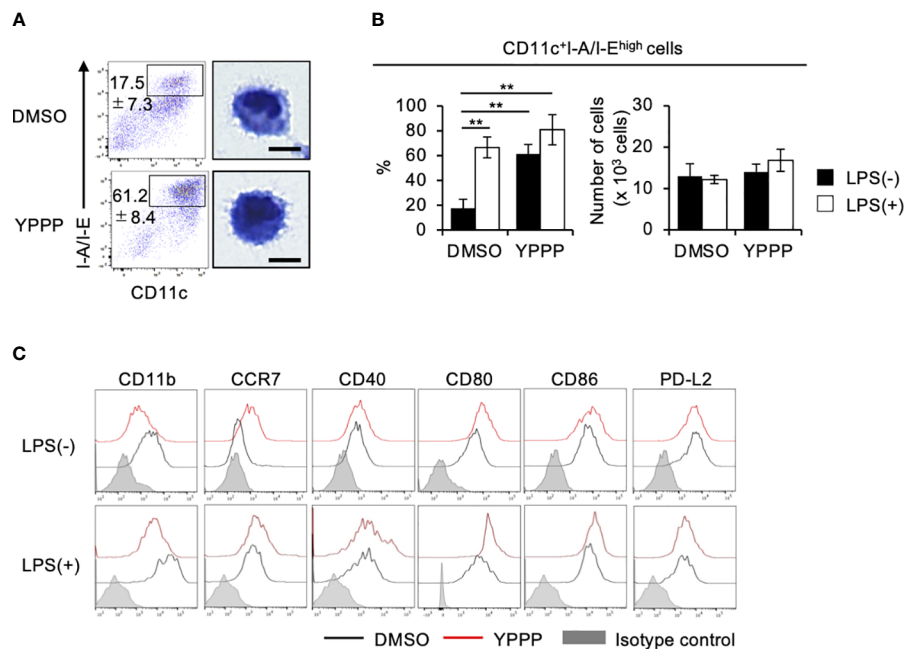 A
I-A/I-E
DMSO
17.5
±7.3
YPPP
61.2
±8.4
CD11c
B
CD11c+I-A/I-Ehigh cells
%
100
80
60
40
20
0
**
**
**
DMSO YPPP
Number of cells
(x 10³ cells)
30
20
10
0
DMSO YPPP
LPS(-)
LPS(+)
C
CD11b CCR7 CD40 CD80 CD86 PD-L2
LPS(-)
LPS(+)
DMSO YPPP Isotype control